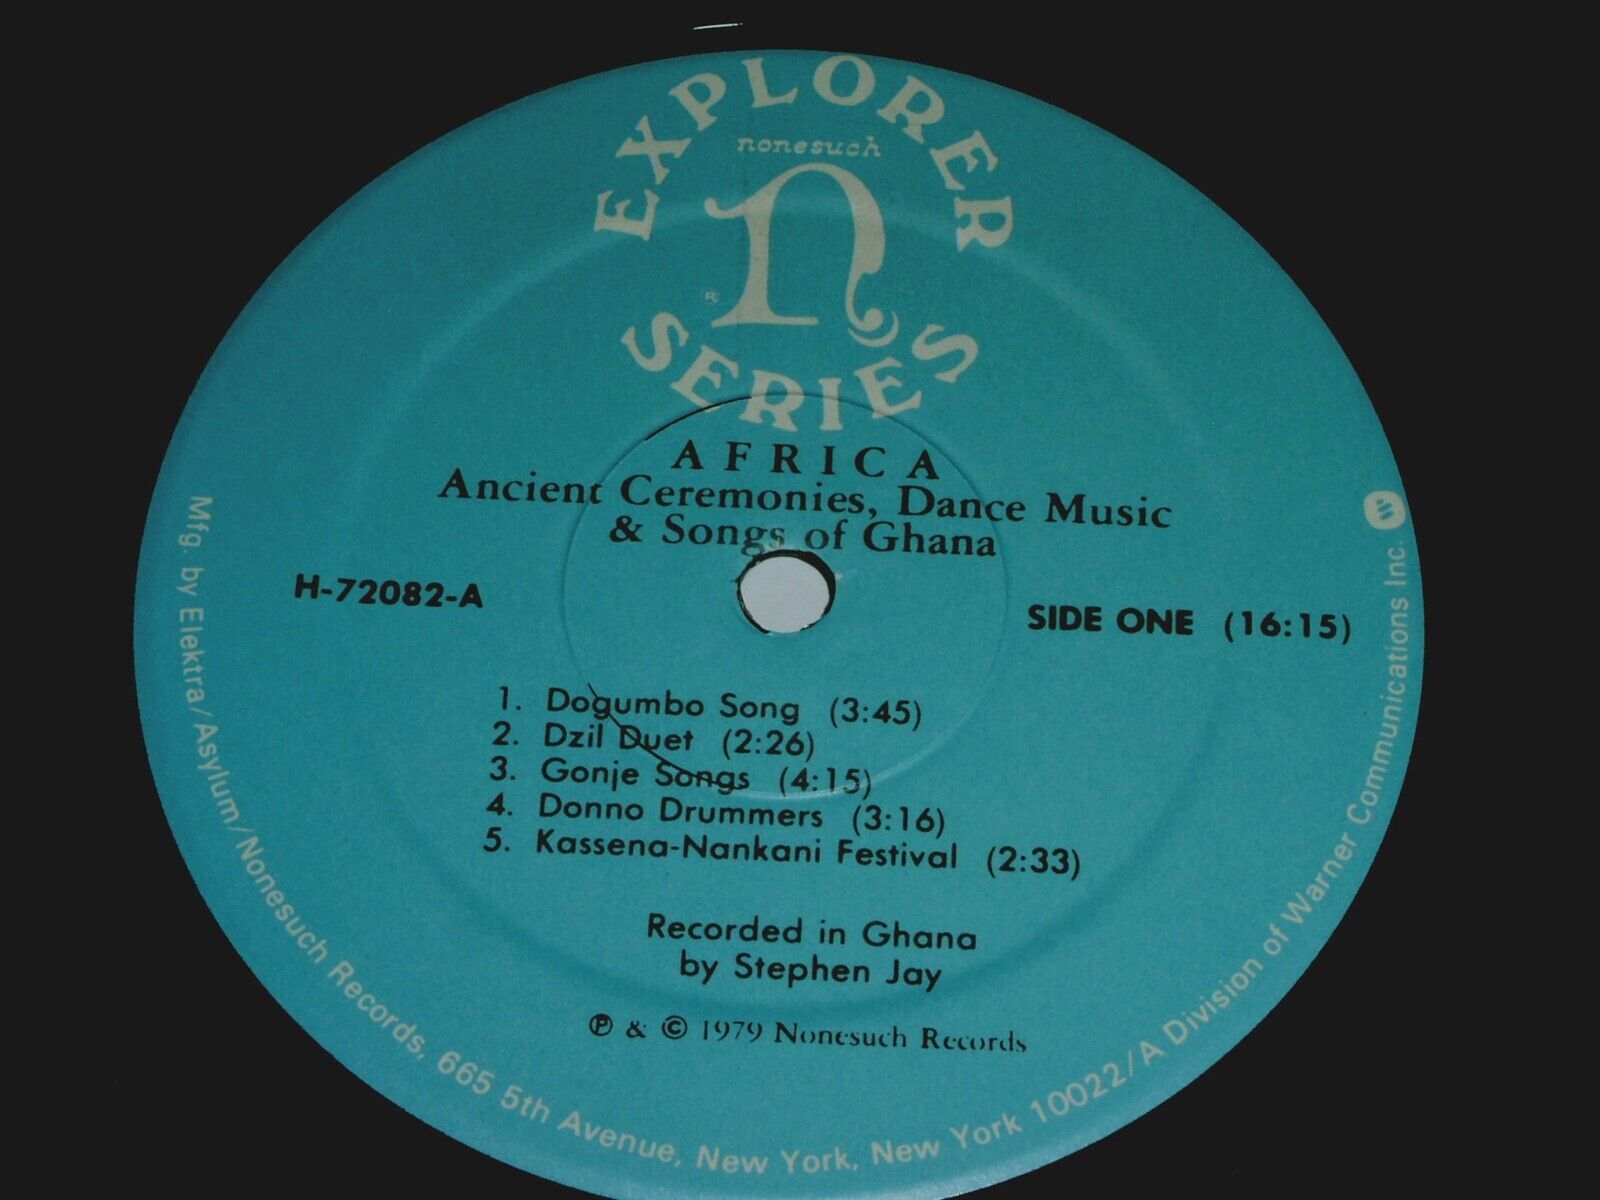 EXPLORER
nonesuch
n
®
SERIES
AFRICA
Ancient Ceremonies, Dance Music
& Songs of Ghana
H-72082-A
SIDE ONE (16:15)
1. Dogumbo Song (3:45)
2. Dzil Duet (2:26)
3. Gonje Songs (4:15)
4. Donno Drummers (3:16)
5. Kassena-Nankani Festival (2:33)
Recorded in Ghana
by Stephen Jay
℗ & © 1979 Nonesuch Records
Mfg. by Elektra/Asylum/Nonesuch Records, 665 5th Avenue, New York, New York 10022/A Division of Warner Communications Inc.